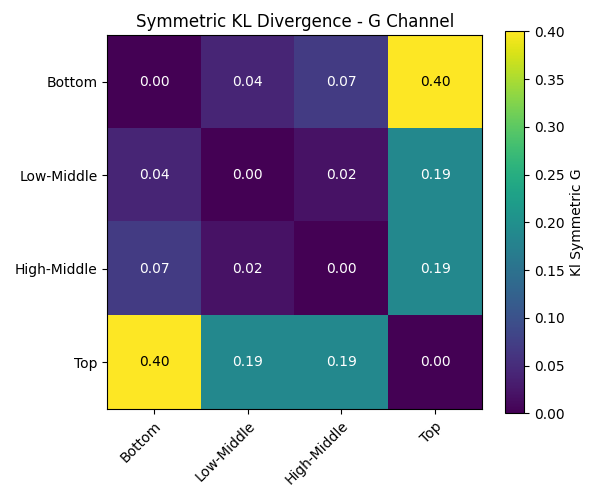 Symmetric KL Divergence - G Channel
Bottom 0.00 0.04 0.07 0.40
Low-Middle 0.04 0.00 0.02 0.19
High-Middle 0.07 0.02 0.00 0.19
Top 0.40 0.19 0.19 0.00
Bottom Low-Middle High-Middle Top
0.40
0.35
0.30
0.25
0.20
0.15
0.10
0.05
0.00
Kl Symmetric G